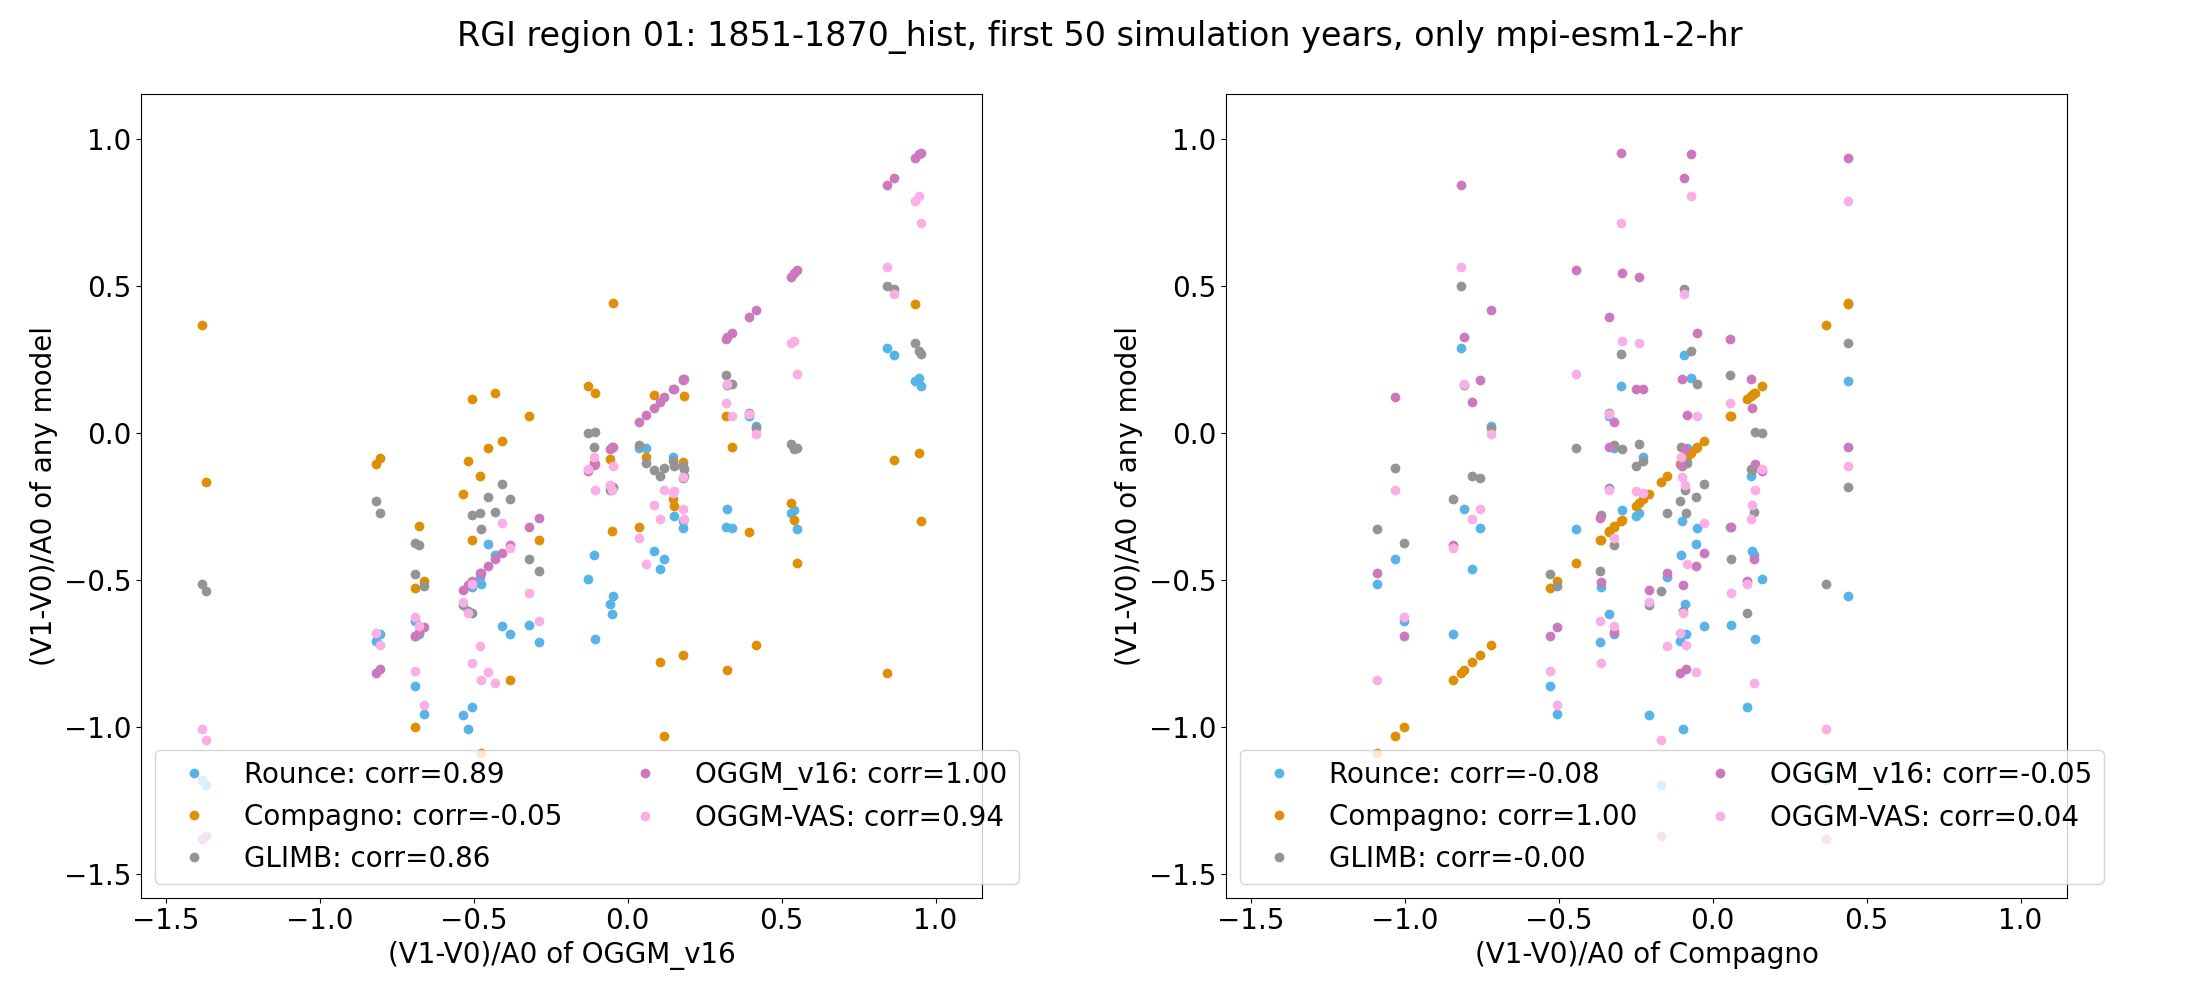 RGI region 01: 1851-1870_hist, first 50 simulation years, only mpi-esm1-2-hr
(V1-V0)/A0 of any model
1.0
0.5
0.0
−0.5
−1.0
−1.5
Rounce: corr=0.89
Compagno: corr=-0.05
GLIMB: corr=0.86
OGGM_v16: corr=1.00
OGGM-VAS: corr=0.94
−1.5 −1.0 −0.5 0.0 0.5 1.0
(V1-V0)/A0 of OGGM_v16
(V1-V0)/A0 of any model
1.0
0.5
0.0
−0.5
−1.0
−1.5
Rounce: corr=-0.08
Compagno: corr=1.00
GLIMB: corr=-0.00
OGGM_v16: corr=-0.05
OGGM-VAS: corr=0.04
−1.5 −1.0 −0.5 0.0 0.5 1.0
(V1-V0)/A0 of Compagno